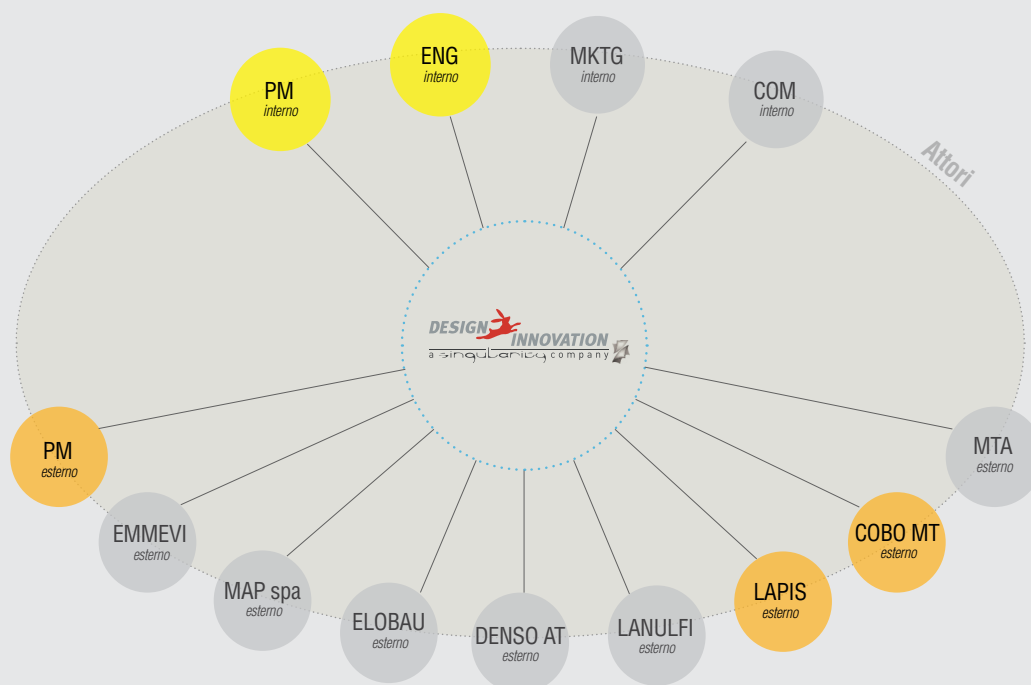 ENG
interno
MKTG
interno
PM
interno
COM
interno
Attori
DESIGN
INNOVATION
a singularity company
PM
esterno
MTA
esterno
EMMEVI
esterno
COBO MT
esterno
MAP spa
esterno
LAPIS
esterno
ELOBAU
esterno
DENSO AT
esterno
LANULFI
esterno